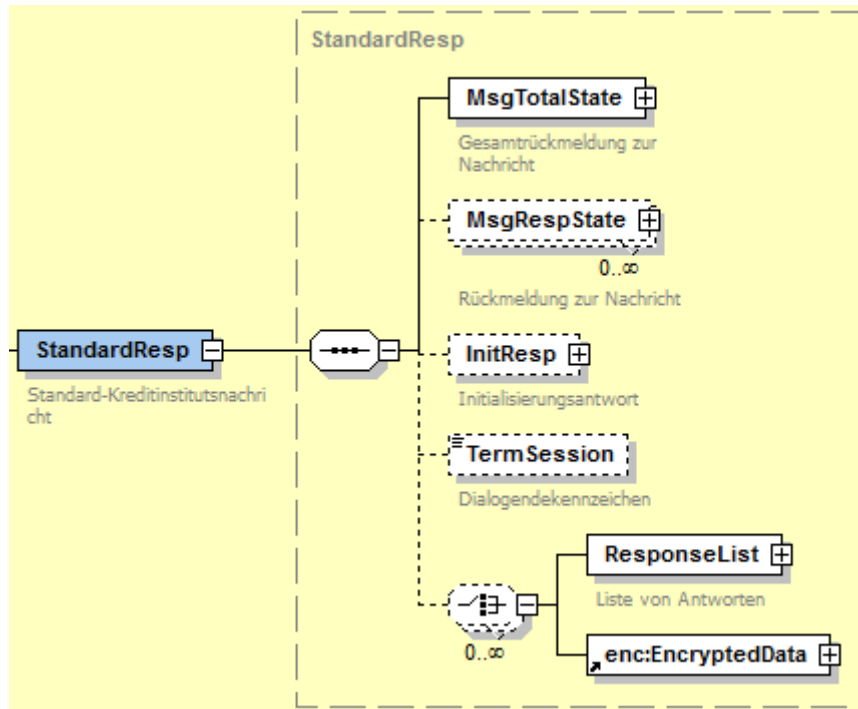 StandardResp
MsgTotalState
Gesamtrückmeldung zur
Nachricht
MsgRespState
0..∞
Rückmeldung zur Nachricht
StandardResp
Standard-Kreditinstitutsnachri
cht
InitResp
Initialisierungsantwort
TermSession
Dialogendekennzeichen
0..∞
ResponseList
Liste von Antworten
enc:EncryptedData